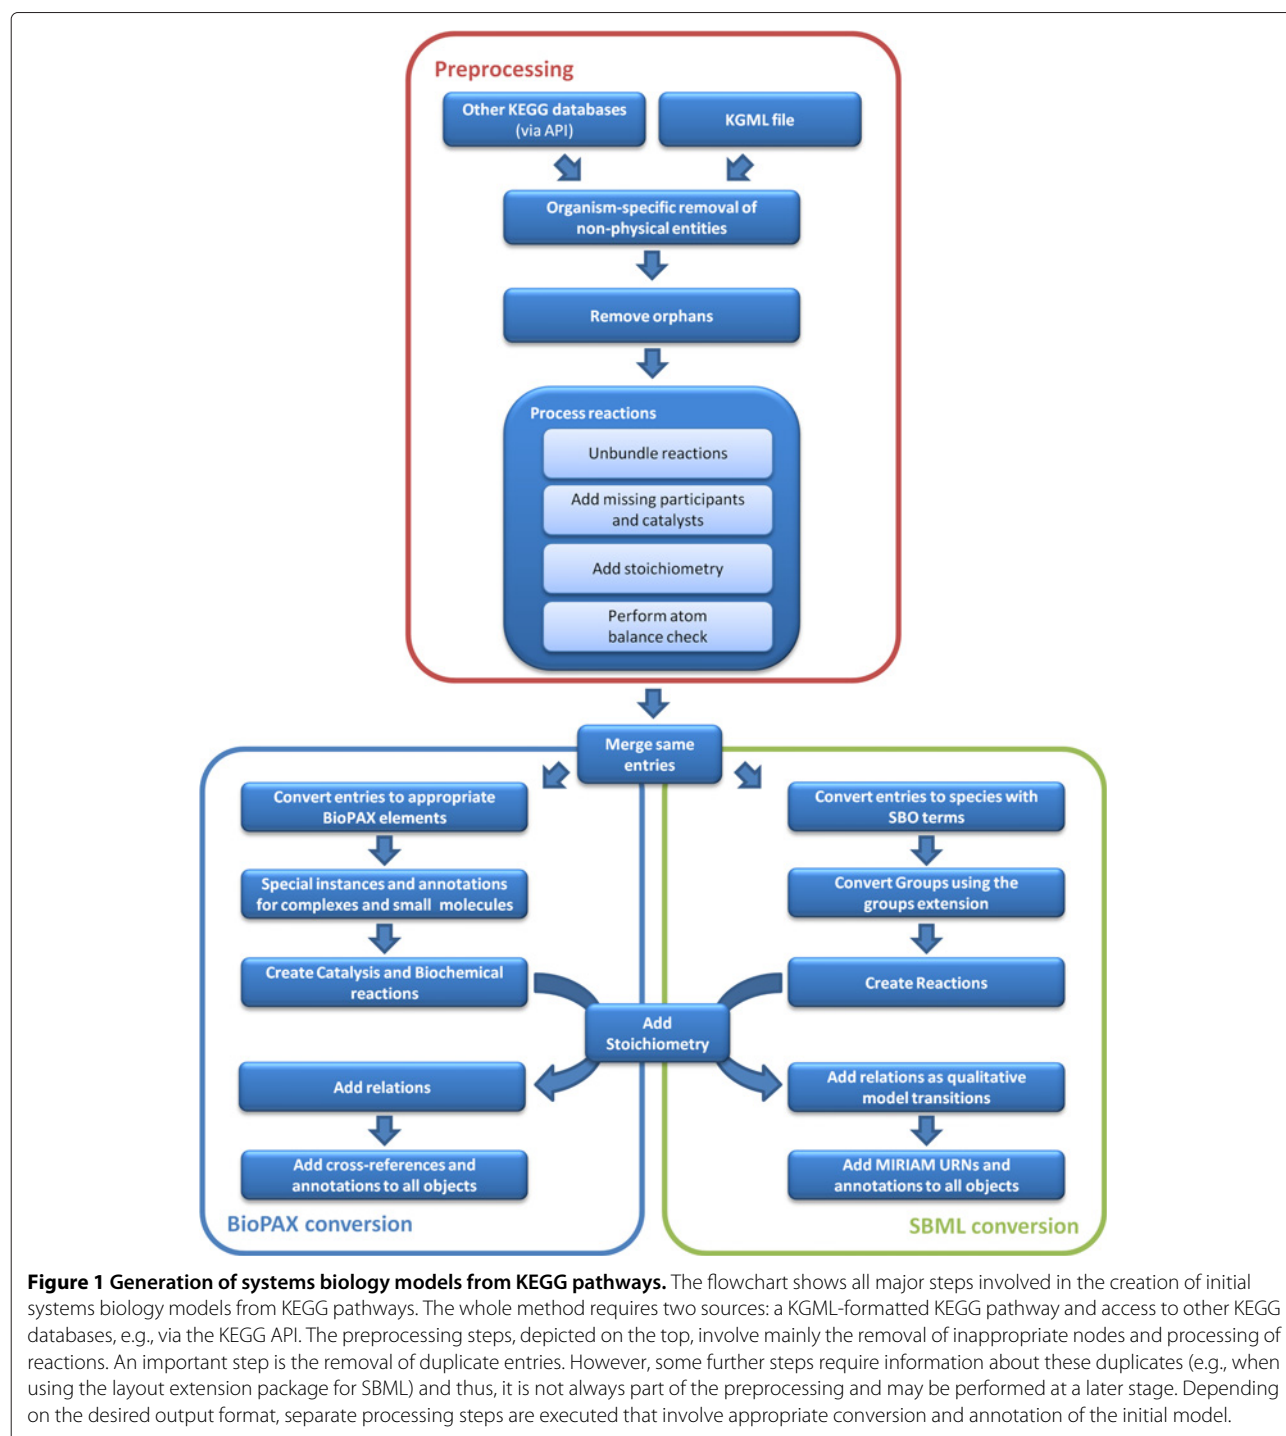 Preprocessing
Other KEGG databases
(via API)
KGML file
Organism-specific removal of
non-physical entities
Remove orphans
Process reactions
Unbundle reactions
Add missing participants
and catalysts
Add stoichiometry
Perform atom
balance check
Merge same
entries
Convert entries to appropriate
BioPAX elements
Special instances and annotations
for complexes and small molecules
Create Catalysis and Biochemical
reactions
Convert entries to species with
SBO terms
Convert Groups using the
groups extension
Create Reactions
Add
Stoichiometry
Add relations
Add cross-references and
annotations to all objects
BioPAX conversion
Add relations as qualitative
model transitions
Add MIRIAM URNs and
annotations to all objects
SBML conversion
Figure 1 Generation of systems biology models from KEGG pathways. The flowchart shows all major steps involved in the creation of initial
systems biology models from KEGG pathways. The whole method requires two sources: a KGML-formatted KEGG pathway and access to other KEGG
databases, e.g., via the KEGG API. The preprocessing steps, depicted on the top, involve mainly the removal of inappropriate nodes and processing of
reactions. An important step is the removal of duplicate entries. However, some further steps require information about these duplicates (e.g., when
using the layout extension package for SBML) and thus, it is not always part of the preprocessing and may be performed at a later stage. Depending
on the desired output format, separate processing steps are executed that involve appropriate conversion and annotation of the initial model.